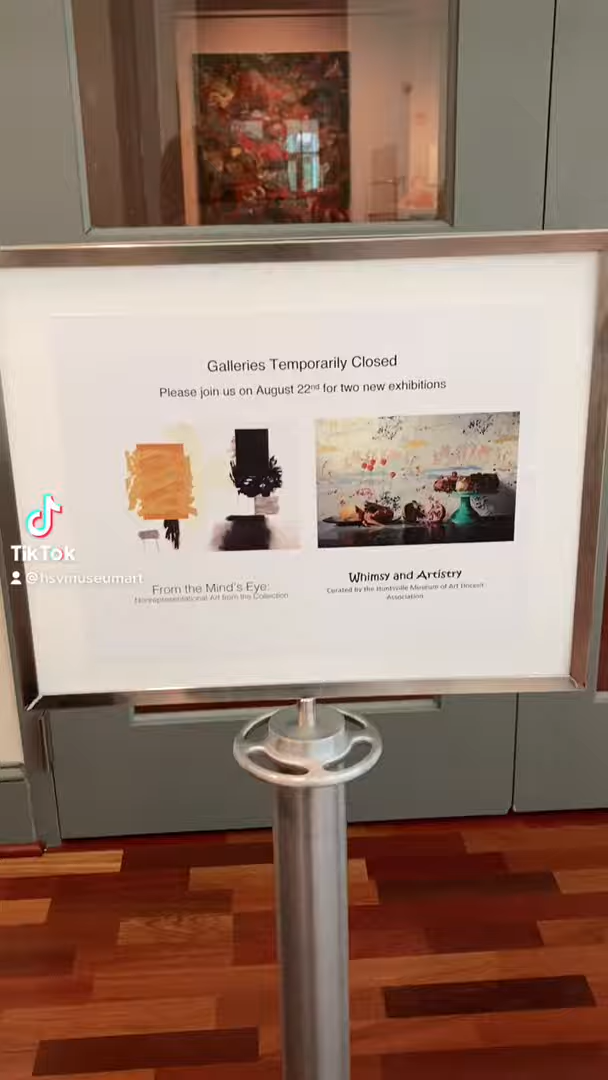 Galleries Temporarily Closed
Please join us on August 22nd for two new exhibitions
From the Mind's Eye:
Nonrepresentational Art from the Collection
Whimsy and Artistry
Curated by the Huntsville Museum of Art Docent
Association
TikTok
@hsvmuseumart